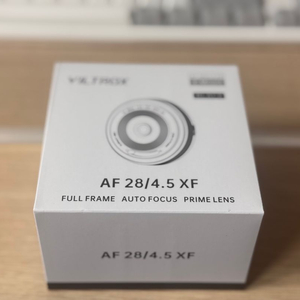 VILTROX
AF 28/4.5 XF
FULL FRAME AUTO FOCUS PRIME LENS
AF 28/4.5 XF